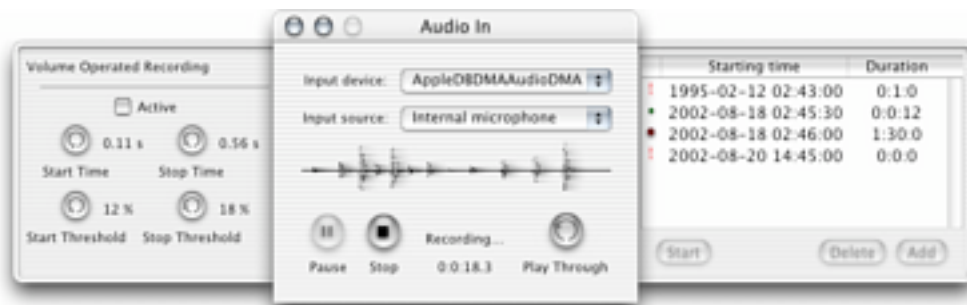 Audio In
Volume Operated Recording
Active
0.11 s 0.56 s
Start Time Stop Time
12 % 18 %
Start Threshold Stop Threshold
Input device: AppleDBDMAAudioDMA
Input source: Internal microphone
Recording...
0:0:18.3
Pause Stop Play Through
Starting time Duration
! 1995-02-12 02:43:00 0:1:0
2002-08-18 02:45:30 0:0:12
2002-08-18 02:46:00 1:30:0
! 2002-08-20 14:45:00 0:0:0
Start Delete Add